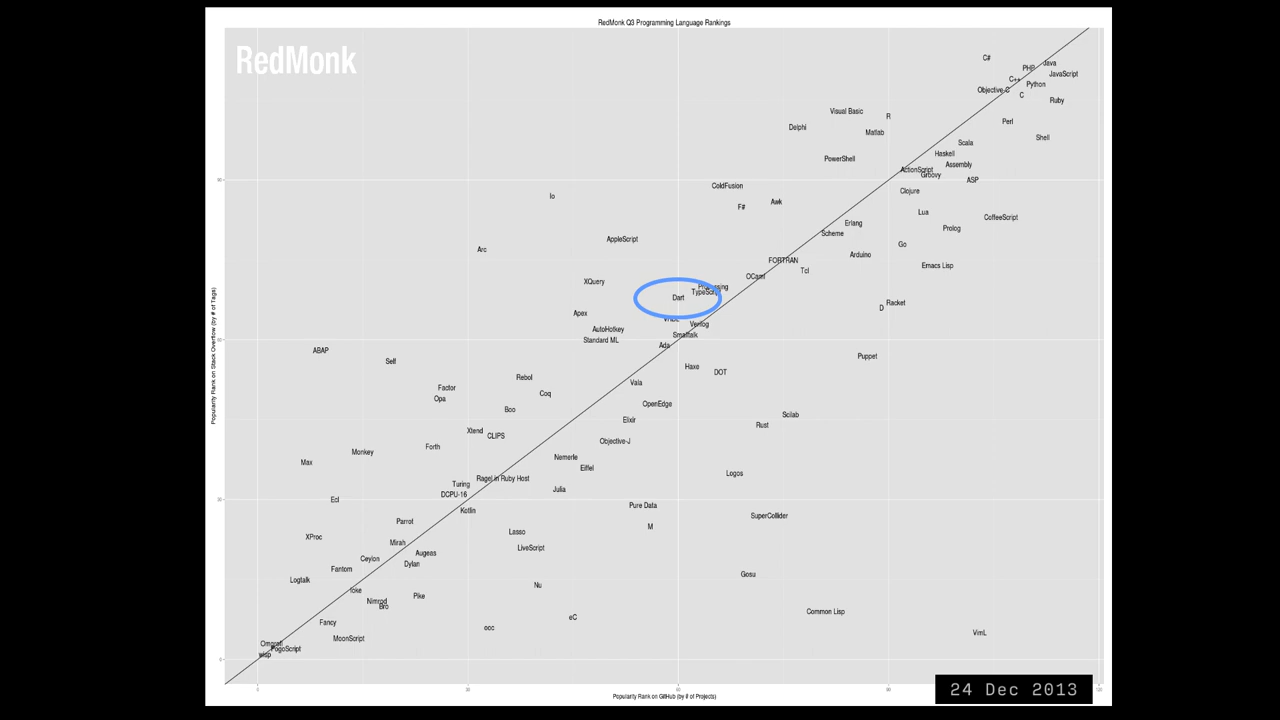 RedMonk Q3 Programming Language Rankings
RedMonk
C#
Java
PHP
JavaScript
C++
Python
Objective-C
C
Ruby
Visual Basic
R
Perl
Delphi
Matlab
Shell
Scala
Haskell
PowerShell
Assembly
ActionScript
Groovy
ASP
ColdFusion
Clojure
Io
Awk
F#
Lua
CoffeeScript
Erlang
Prolog
Scheme
AppleScript
Go
Arc
Arduino
FORTRAN
Emacs Lisp
Tcl
OCaml
XQuery
Processing
TypeScript
Dart
Racket
D
Apex
VHDL
Verilog
AutoHotkey
Smalltalk
Standard ML
Ada
ABAP
Puppet
Self
Haxe
DOT
Rebol
Vala
Factor
Coq
Opa
OpenEdge
Boo
Scilab
Elixir
Rust
Xtend
CLIPS
Objective-J
Forth
Monkey
Nemerle
Max
Eiffel
Logos
Ragel in Ruby Host
Turing
Julia
DCPU-16
Ecl
Pure Data
Kotlin
SuperCollider
Parrot
M
Lasso
XProc
Mirah
LiveScript
Augeas
Ceylon
Dylan
Fantom
Gosu
Logtalk
Nu
Ioke
Pike
Nimrod
Bro
Common Lisp
eC
Fancy
ooc
VimL
MoonScript
Omgrofl
PogoScript
wisp
Popularity Rank on Stack Overflow (by # of Tags)
Popularity Rank on GitHub (by # of Projects)
24 Dec 2013